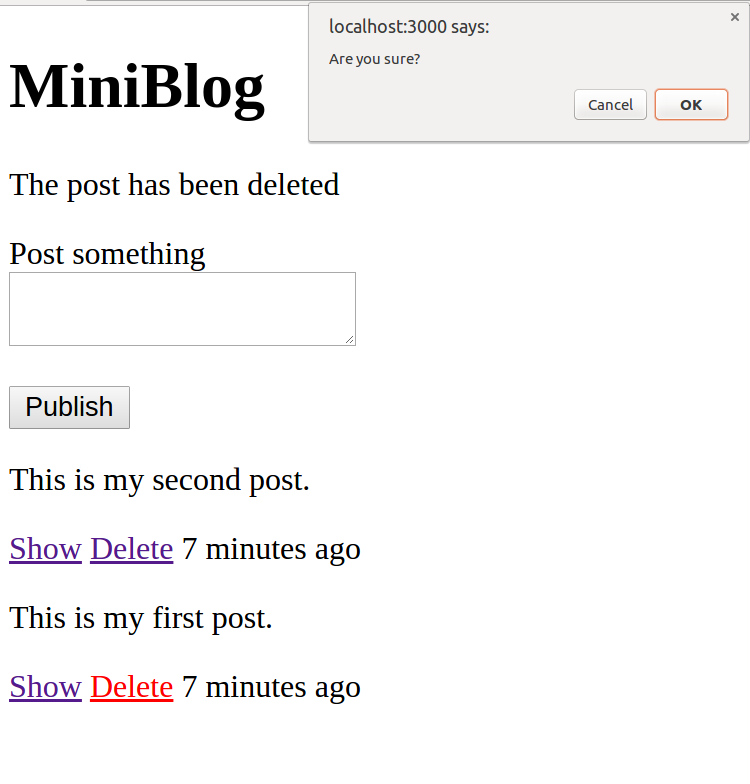 localhost:3000 says:
Are you sure?
Cancel OK
MiniBlog
The post has been deleted
Post something
Publish
This is my second post.
Show Delete 7 minutes ago
This is my first post.
Show Delete 7 minutes ago